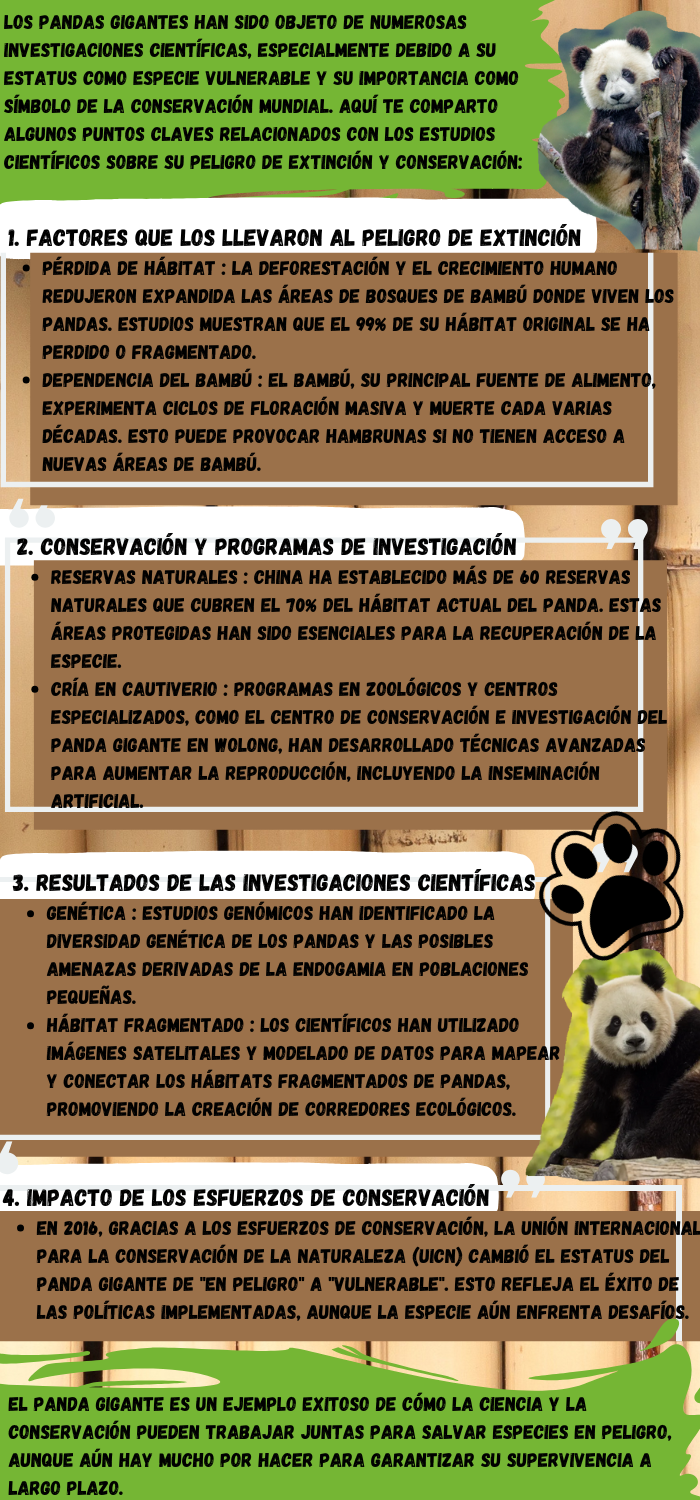 LOS PANDAS GIGANTES HAN SIDO OBJETO DE NUMEROSAS
INVESTIGACIONES CIENTÍFICAS, ESPECIALMENTE DEBIDO A SU
ESTATUS COMO ESPECIE VULNERABLE Y SU IMPORTANCIA COMO
SÍMBOLO DE LA CONSERVACIÓN MUNDIAL. AQUÍ TE COMPARTO
ALGUNOS PUNTOS CLAVES RELACIONADOS CON LOS ESTUDIOS
CIENTÍFICOS SOBRE SU PELIGRO DE EXTINCIÓN Y CONSERVACIÓN:
1. FACTORES QUE LOS LLEVARON AL PELIGRO DE EXTINCIÓN
• PÉRDIDA DE HÁBITAT : LA DEFORESTACIÓN Y EL CRECIMIENTO HUMANO
REDUJERON EXPANDIDA LAS ÁREAS DE BOSQUES DE BAMBÚ DONDE VIVEN LOS
PANDAS. ESTUDIOS MUESTRAN QUE EL 99% DE SU HÁBITAT ORIGINAL SE HA
PERDIDO O FRAGMENTADO.
• DEPENDENCIA DEL BAMBÚ : EL BAMBÚ, SU PRINCIPAL FUENTE DE ALIMENTO,
EXPERIMENTA CICLOS DE FLORACIÓN MASIVA Y MUERTE CADA VARIAS
DÉCADAS. ESTO PUEDE PROVOCAR HAMBRUNAS SI NO TIENEN ACCESO A
NUEVAS ÁREAS DE BAMBÚ.
2. CONSERVACIÓN Y PROGRAMAS DE INVESTIGACIÓN
• RESERVAS NATURALES : CHINA HA ESTABLECIDO MÁS DE 60 RESERVAS
NATURALES QUE CUBREN EL 70% DEL HÁBITAT ACTUAL DEL PANDA. ESTAS
ÁREAS PROTEGIDAS HAN SIDO ESENCIALES PARA LA RECUPERACIÓN DE LA
ESPECIE.
• CRÍA EN CAUTIVERIO : PROGRAMAS EN ZOOLÓGICOS Y CENTROS
ESPECIALIZADOS, COMO EL CENTRO DE CONSERVACIÓN E INVESTIGACIÓN DEL
PANDA GIGANTE EN WOLONG, HAN DESARROLLADO TÉCNICAS AVANZADAS
PARA AUMENTAR LA REPRODUCCIÓN, INCLUYENDO LA INSEMINACIÓN
ARTIFICIAL.
3. RESULTADOS DE LAS INVESTIGACIONES CIENTÍFICAS
• GENÉTICA : ESTUDIOS GENÓMICOS HAN IDENTIFICADO LA
DIVERSIDAD GENÉTICA DE LOS PANDAS Y LAS POSIBLES
AMENAZAS DERIVADAS DE LA ENDOGAMIA EN POBLACIONES
PEQUEÑAS.
• HÁBITAT FRAGMENTADO : LOS CIENTÍFICOS HAN UTILIZADO
IMÁGENES SATELITALES Y MODELADO DE DATOS PARA MAPEAR
Y CONECTAR LOS HÁBITATS FRAGMENTADOS DE PANDAS,
PROMOVIENDO LA CREACIÓN DE CORREDORES ECOLÓGICOS.
4. IMPACTO DE LOS ESFUERZOS DE CONSERVACIÓN
• EN 2016, GRACIAS A LOS ESFUERZOS DE CONSERVACIÓN, LA UNIÓN INTERNACIONAL
PARA LA CONSERVACIÓN DE LA NATURALEZA (UICN) CAMBIÓ EL ESTATUS DEL
PANDA GIGANTE DE "EN PELIGRO" A "VULNERABLE". ESTO REFLEJA EL ÉXITO DE
LAS POLÍTICAS IMPLEMENTADAS, AUNQUE LA ESPECIE AÚN ENFRENTA DESAFÍOS.
EL PANDA GIGANTE ES UN EJEMPLO EXITOSO DE CÓMO LA CIENCIA Y LA
CONSERVACIÓN PUEDEN TRABAJAR JUNTAS PARA SALVAR ESPECIES EN PELIGRO,
AUNQUE AÚN HAY MUCHO POR HACER PARA GARANTIZAR SU SUPERVIVENCIA A
LARGO PLAZO.